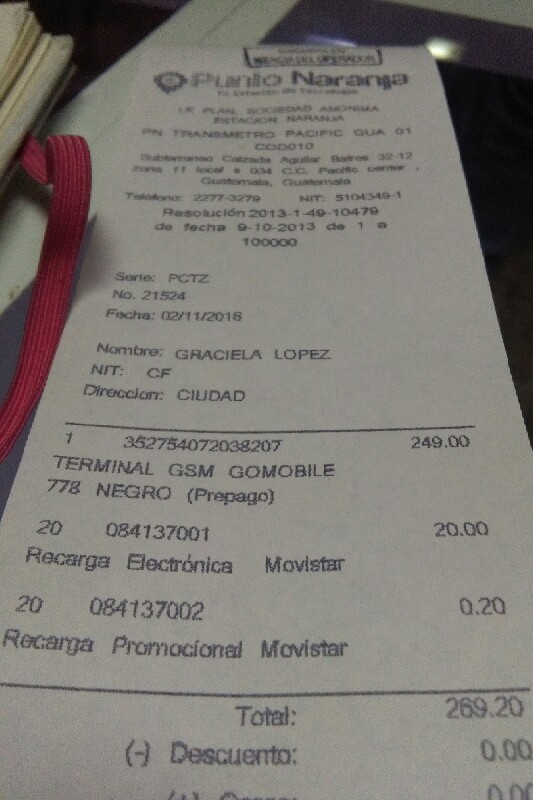 Punto Naranja
Tu Estación de Tecnología
LE PLAN, SOCIEDAD ANONIMA
ESTACION NARANJA
PN TRANSMETRO PACIFIC GUA 01
- COD010
Subterraneo Calzada Aguilar Batres 32-12
zona 11 local s 034 C.C. Pacific center ,
Guatemala, Guatemala
Teléfono: 2277-3279 NIT: 5104349-1
Resolución 2013-1-49-10479
de fecha 9-10-2013 de 1 a
100000
Serie: PCTZ
No. 21524
Fecha: 02/11/2016
Nombre: GRACIELA LOPEZ
NIT: CF
Direccion: CIUDAD
1 352754072038207 249.00
TERMINAL GSM GOMOBILE
778 NEGRO (Prepago)
20 084137001 20.00
Recarga Electrónica Movistar
20 084137002 0.20
Recarga Promocional Movistar
Total: 269.20
(-) Descuento: 0.00